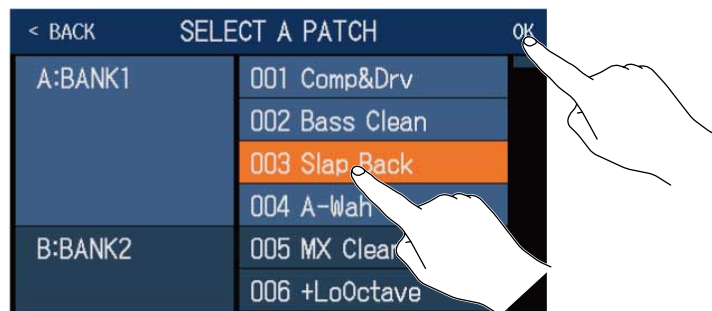 < BACK SELECT A PATCH OK
A:BANK1 001 Comp&Drv
002 Bass Clean
003 Slap Back
004 A-Wah
B:BANK2 005 MX Clean
006 +LoOctave